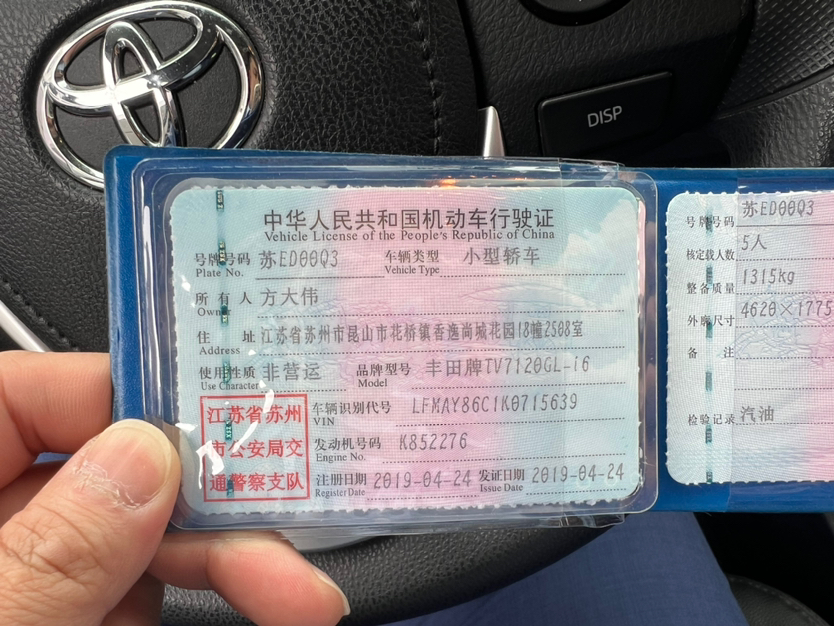 DISP
中华人民共和国机动车行驶证
Vehicle License of the People's Republic of China
号牌号码 苏ED00Q3 车辆类型 小型轿车
Plate No. Vehicle Type
所有人 方大伟
Owner
住址 江苏省苏州市昆山市花桥镇香逸尚城花园18幢2508室
Address
使用性质 非营运 品牌型号 丰田牌TV7120GL-i6
Use Character Model
江苏省苏州
市公安局交
通警察支队
车辆识别代号 LFMAY86C1K0715639
VIN
发动机号码 K852276
Engine No.
注册日期 2019-04-24 发证日期 2019-04-24
Register Date Issue Date
号牌号码 苏ED00Q3
核定载人数 5人
整备质量 1315kg
外廓尺寸 4620×1775
备注
检验记录 汽油